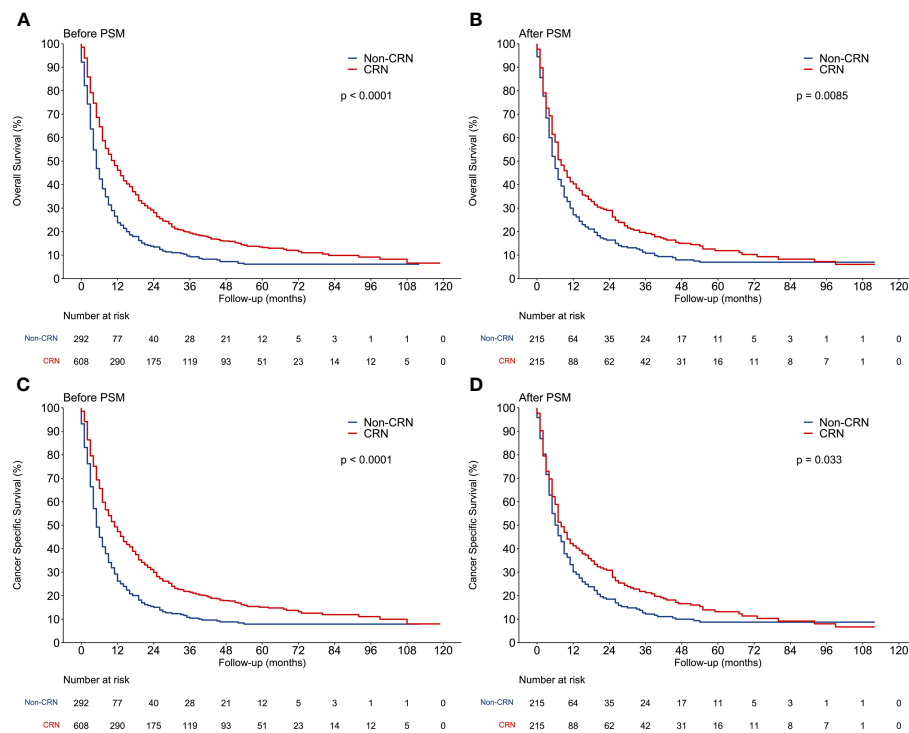 A
Before PSM
Overall Survival (%)
100
90
80
70
60
50
40
30
20
10
0
Non-CRN
CRN
p < 0.0001
0 12 24 36 48 60 72 84 96 108 120
Follow-up (months)
Number at risk
Non-CRN 292 77 40 28 21 12 5 3 1 1 0
CRN 608 290 175 119 93 51 23 14 12 5 0
B
After PSM
Overall Survival (%)
100
90
80
70
60
50
40
30
20
10
0
Non-CRN
CRN
p = 0.0085
0 12 24 36 48 60 72 84 96 108 120
Follow-up (months)
Number at risk
Non-CRN 215 64 35 24 17 11 5 3 1 1 0
CRN 215 88 62 42 31 16 11 8 7 1 0
C
Before PSM
Cancer Specific Survival (%)
100
90
80
70
60
50
40
30
20
10
0
Non-CRN
CRN
p < 0.0001
0 12 24 36 48 60 72 84 96 108 120
Follow-up (months)
Number at risk
Non-CRN 292 77 40 28 21 12 5 3 1 1 0
CRN 608 290 175 119 93 51 23 14 12 5 0
D
After PSM
Cancer Specific Survival (%)
100
90
80
70
60
50
40
30
20
10
0
Non-CRN
CRN
p = 0.033
0 12 24 36 48 60 72 84 96 108 120
Follow-up (months)
Number at risk
Non-CRN 215 64 35 24 17 11 5 3 1 1 0
CRN 215 88 62 42 31 16 11 8 7 1 0